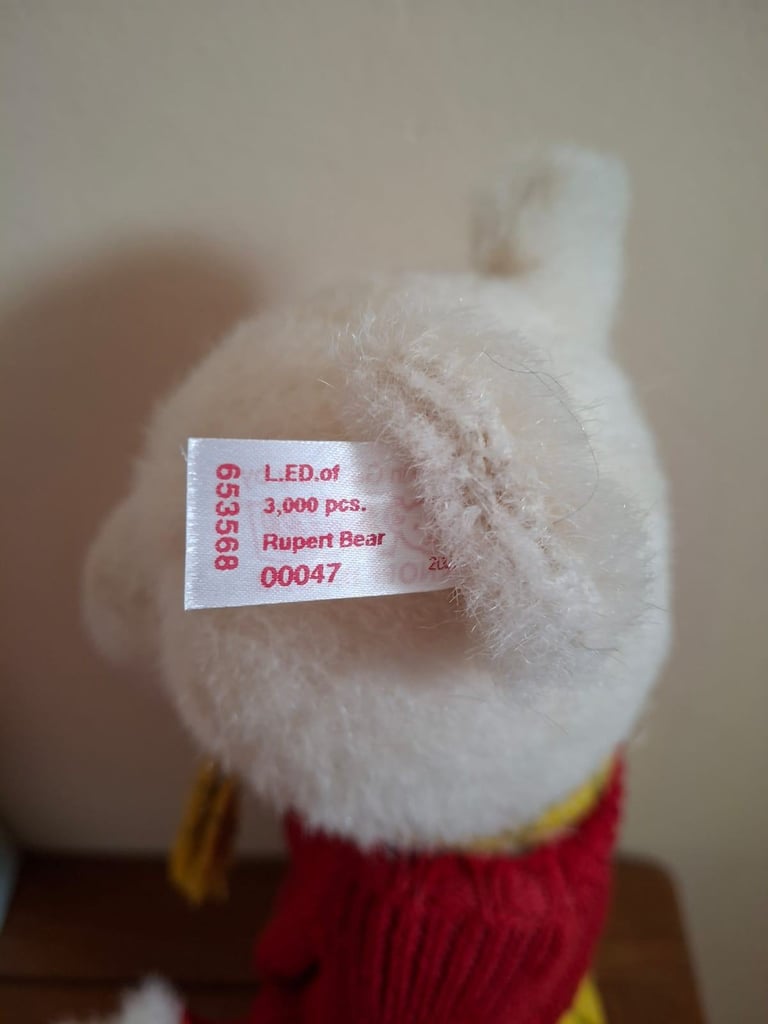 653568
L.ED.of
3,000 pcs.
Rupert Bear
00047